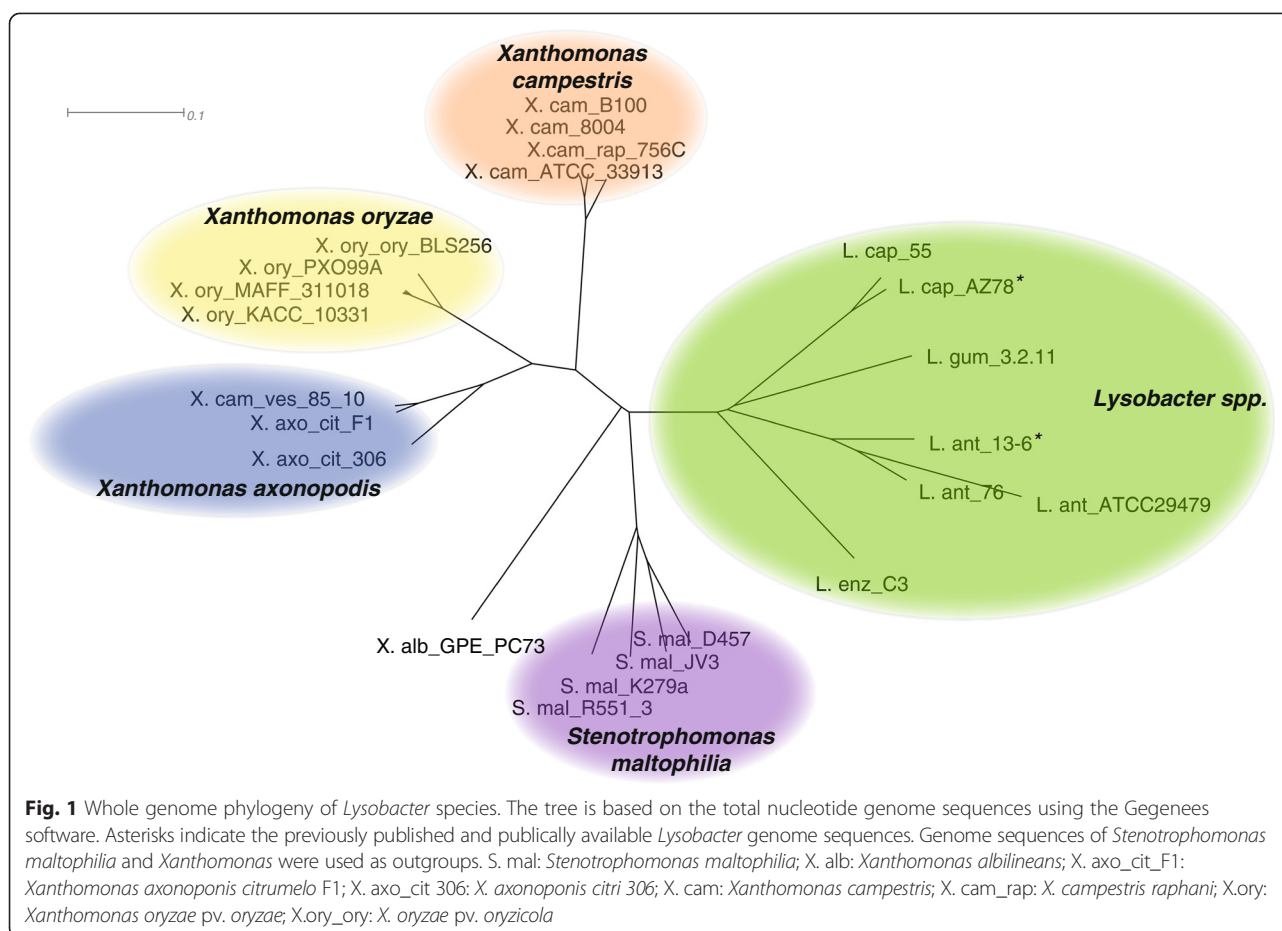 0.1
Xanthomonas
campestris
X. cam_B100
X. cam_8004
X.cam_rap_756C
X. cam_ATCC_33913
Xanthomonas oryzae
X. ory_ory_BLS256
X. ory_PXO99A
X. ory_MAFF_311018
X. ory_KACC_10331
X. cam_ves_85_10
X. axo_cit_F1
X. axo_cit_306
Xanthomonas axonopodis
L. cap_55
L. cap_AZ78*
L. gum_3.2.11
Lysobacter spp.
L. ant_13-6*
L. ant_76
L. ant_ATCC29479
L. enz_C3
X. alb_GPE_PC73
S. mal_D457
S. mal_JV3
S. mal_K279a
S. mal_R551_3
Stenotrophomonas
maltophilia
Fig. 1 Whole genome phylogeny of Lysobacter species. The tree is based on the total nucleotide genome sequences using the Gegenees
software. Asterisks indicate the previously published and publically available Lysobacter genome sequences. Genome sequences of Stenotrophomonas
maltophilia and Xanthomonas were used as outgroups. S. mal: Stenotrophomonas maltophilia; X. alb: Xanthomonas albilineans; X. axo_cit_F1:
Xanthomonas axonoponis citrumelo F1; X. axo_cit 306: X. axonoponis citri 306; X. cam: Xanthomonas campestris; X. cam_rap: X. campestris raphani; X.ory:
Xanthomonas oryzae pv. oryzae; X.ory_ory: X. oryzae pv. oryzicola